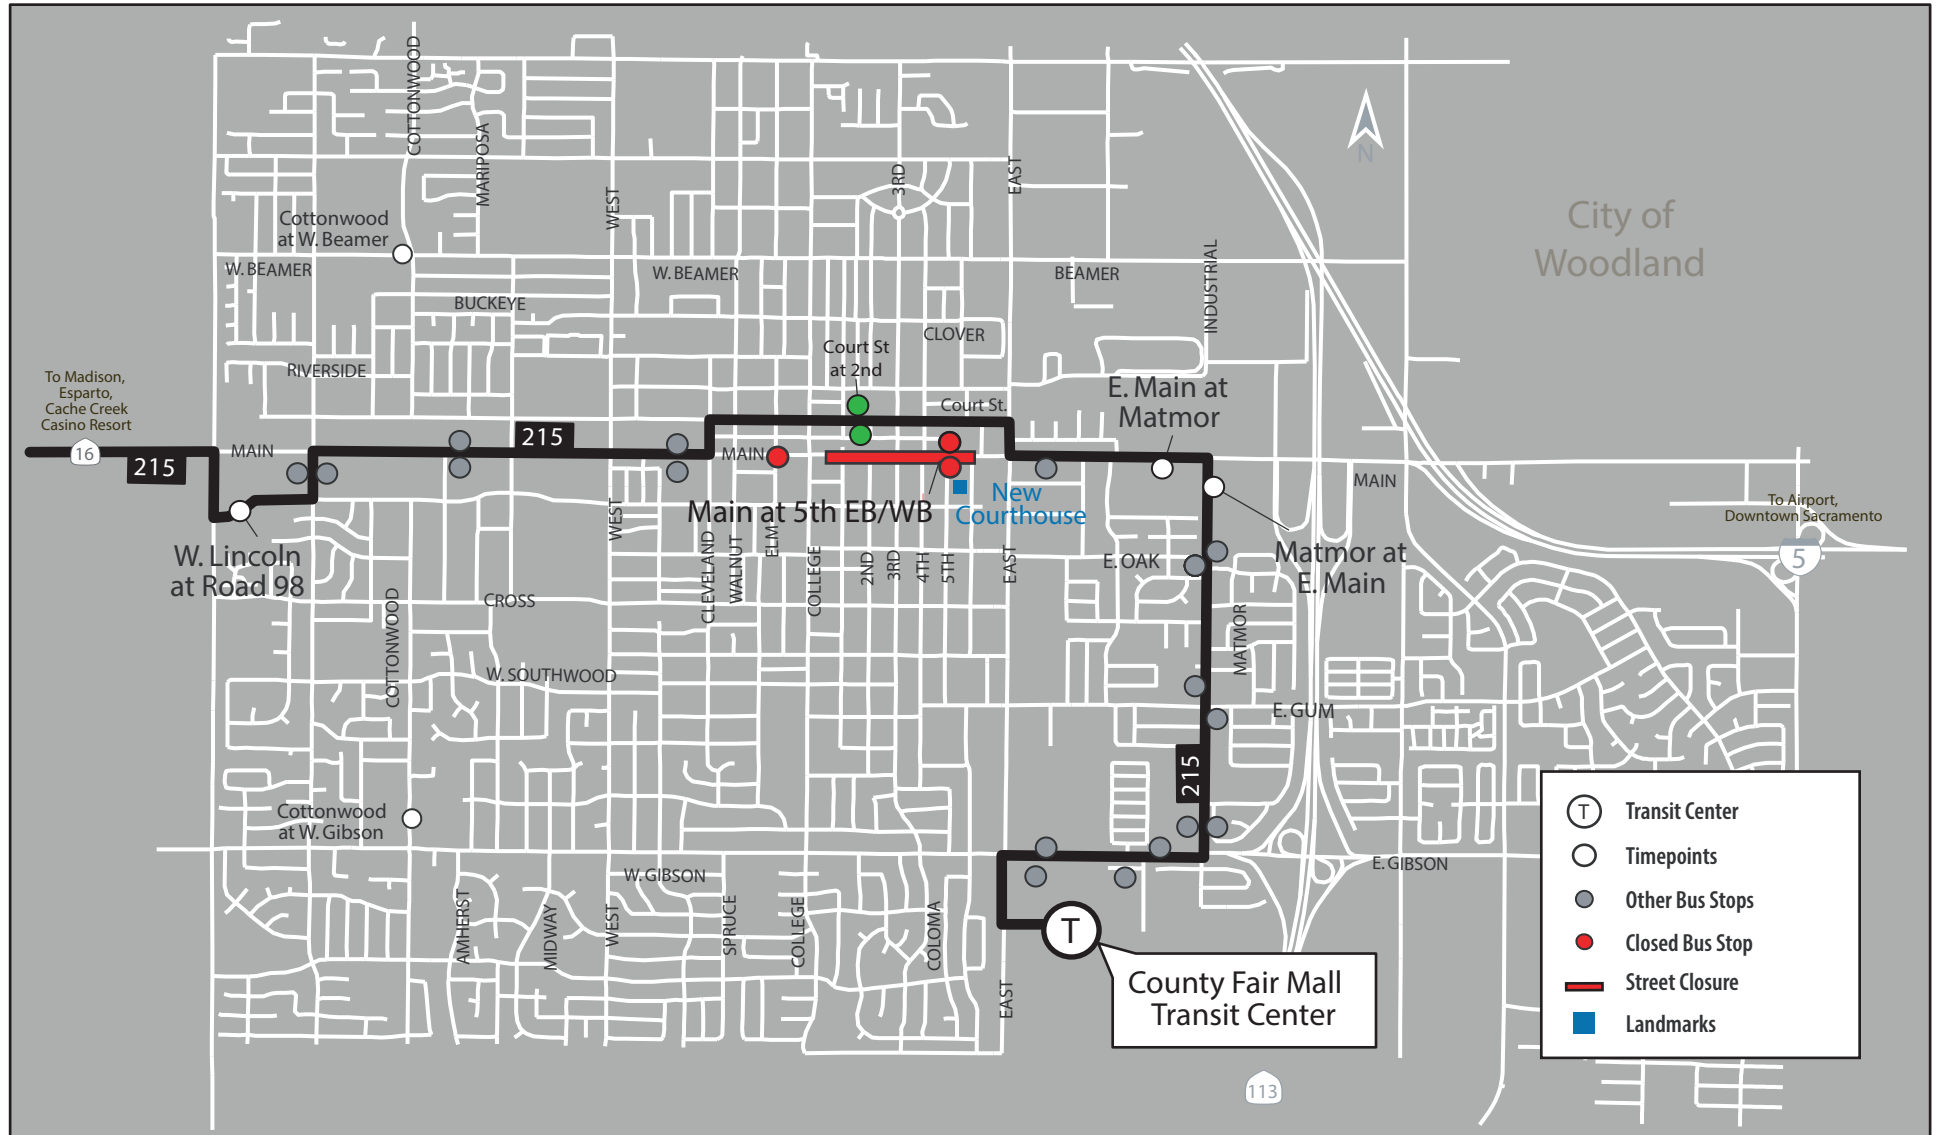 COTTONWOOD
MARIPOSA
WEST
3RD
EAST
N
City of
Woodland
Cottonwood
at W. Beamer
W. BEAMER
W. BEAMER
BEAMER
INDUSTRIAL
BUCKEYE
CLOVER
Court St
at 2nd
RIVERSIDE
To Madison,
Esparto,
Cache Creek
Casino Resort
Court St.
E. Main at
Matmor
16
215
MAIN
215
MAIN
MAIN
Main at 5th EB/WB
New
Courthouse
To Airport,
Downtown Sacramento
5
W. Lincoln
at Road 98
WEST
CLEVELAND
WALNUT
ELM
COLLEGE
2ND
3RD
4TH
5TH
EAST
E. OAK
Matmor at
E. Main
CROSS
COTTONWOOD
MATMOR
W. SOUTHWOOD
E. GUM
215
Cottonwood
at W. Gibson
W. GIBSON
E. GIBSON
AMHERST
MIDWAY
WEST
SPRUCE
COLLEGE
COLOMA
EAST
T
County Fair Mall
Transit Center
113
T
Transit Center
Timepoints
Other Bus Stops
Closed Bus Stop
Street Closure
Landmarks